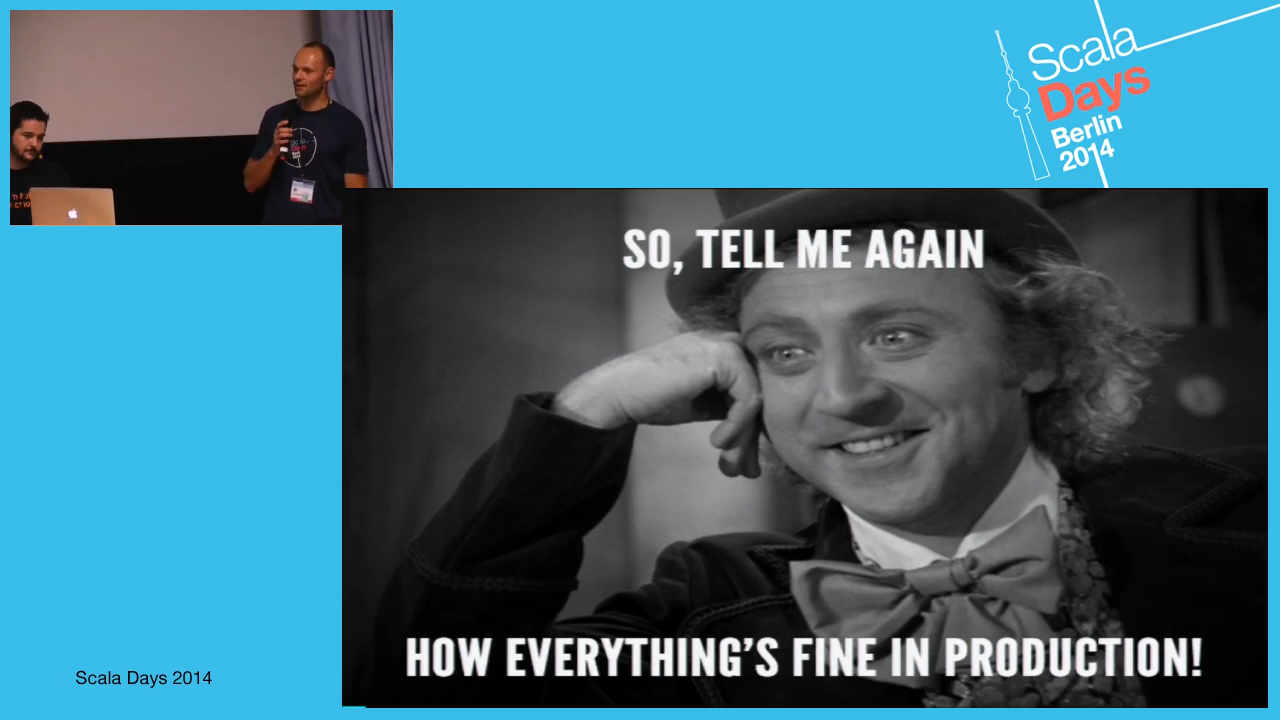 Scala
Days
Berlin
2014
SO, TELL ME AGAIN
HOW EVERYTHING'S FINE IN PRODUCTION!
Scala Days 2014